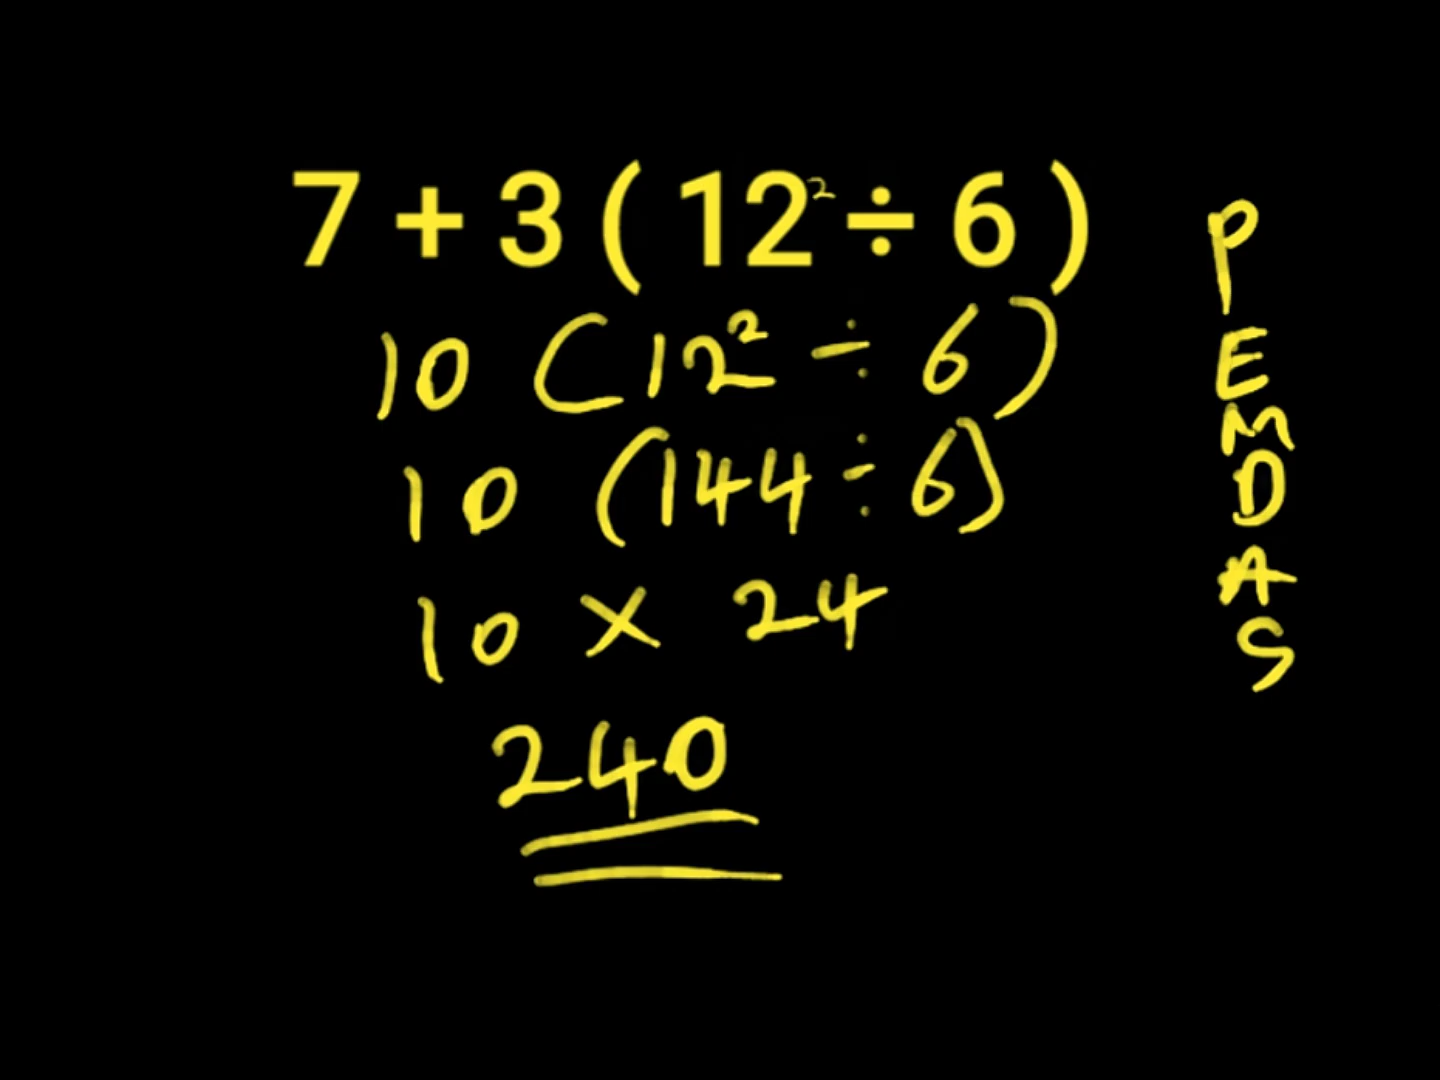 7 + 3 ( 12² ÷ 6 )
10 ( 12² ÷ 6 )
10 ( 144 ÷ 6 )
10 × 24
240
P
E
M
D
A
S